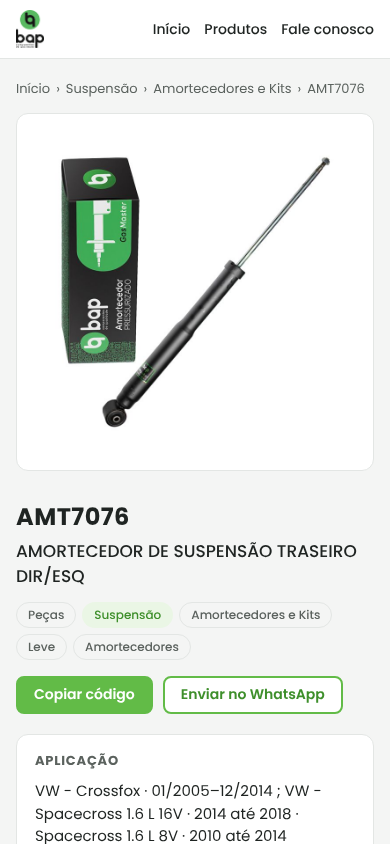 bap
Início Produtos Fale conosco
Início › Suspensão › Amortecedores e Kits › AMT7076
Gas Master
bap
Amortecedor
PRESSURIZADO
AMT7076
AMORTECEDOR DE SUSPENSÃO TRASEIRO
DIR/ESQ
Peças Suspensão Amortecedores e Kits
Leve Amortecedores
Copiar código Enviar no WhatsApp
APLICAÇÃO
VW - Crossfox · 01/2005–12/2014 ; VW -
Spacecross 1.6 L 16V · 2014 até 2018 ·
Spacecross 1.6 L 8V · 2010 até 2014